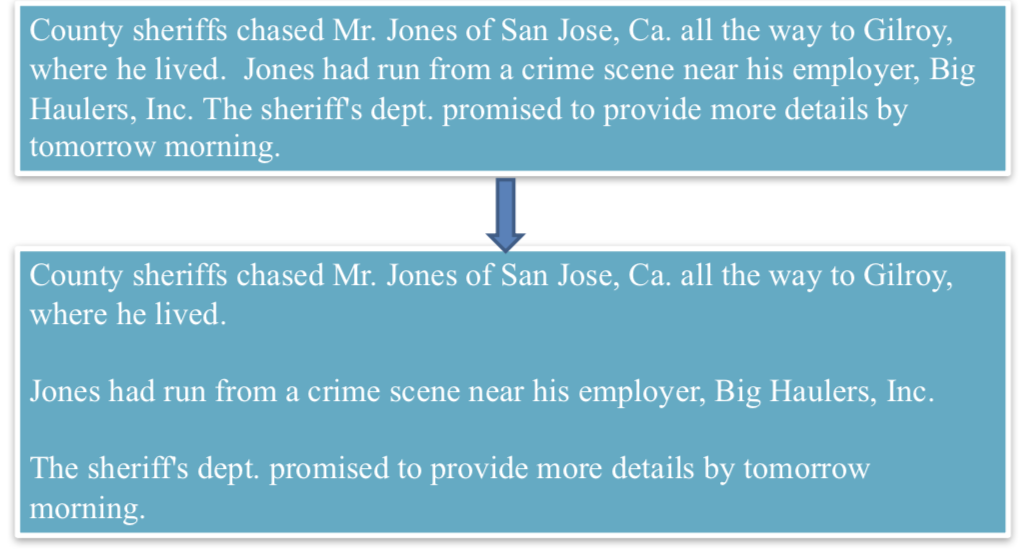 County sheriffs chased Mr. Jones of San Jose, Ca. all the way to Gilroy,
where he lived.  Jones had run from a crime scene near his employer, Big
Haulers, Inc. The sheriff's dept. promised to provide more details by
tomorrow morning.
County sheriffs chased Mr. Jones of San Jose, Ca. all the way to Gilroy,
where he lived.
Jones had run from a crime scene near his employer, Big Haulers, Inc.
The sheriff's dept. promised to provide more details by tomorrow
morning.